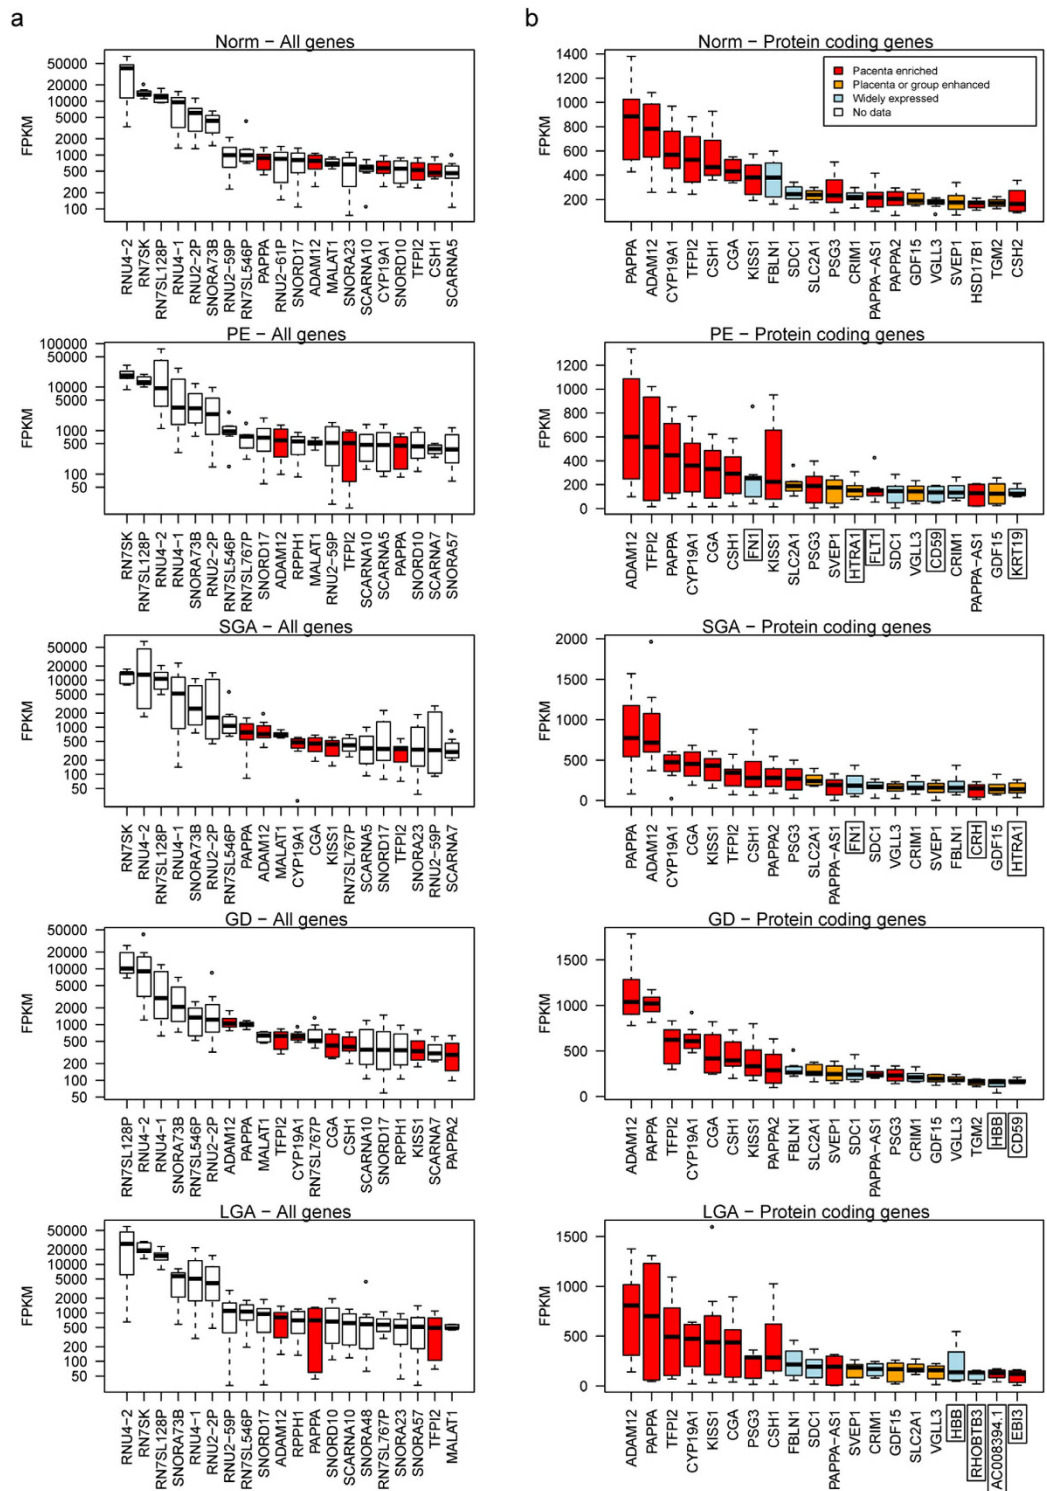 a
b
Norm – All genes
FPKM
50000
20000
10000
5000
2000
1000
500
200
100
RNU4−2
RN7SK
RN7SL128P
RNU4−1
RNU2−2P
SNORA73B
RNU2−59P
RN7SL546P
PAPPA
RNU2−61P
SNORD17
ADAM12
MALAT1
SNORA23
SCARNA10
CYP19A1
SNORD10
TFPI2
CSH1
SCARNA5
Norm – Protein coding genes
FPKM
1400
1200
1000
800
600
400
200
Pacenta enriched
Placenta or group enhanced
Widely expressed
No data
PAPPA
ADAM12
CYP19A1
TFPI2
CSH1
CGA
KISS1
FBLN1
SDC1
SLC2A1
PSG3
CRIM1
PAPPA−AS1
PAPPA2
GDF15
VGLL3
SVEP1
HSD17B1
TGM2
CSH2
PE – All genes
FPKM
100000
50000
10000
5000
1000
500
100
50
RN7SK
RN7SL128P
RNU4−2
RNU4−1
SNORA73B
RNU2−2P
RN7SL546P
RN7SL767P
SNORD17
ADAM12
RPPH1
MALAT1
RNU2−59P
TFPI2
SCARNA10
SCARNA5
PAPPA
SNORD10
SCARNA7
SNORA57
PE – Protein coding genes
FPKM
1200
1000
800
600
400
200
0
ADAM12
TFPI2
PAPPA
CYP19A1
CGA
CSH1
FN1
KISS1
SLC2A1
PSG3
SVEP1
HTRA1
FLT1
SDC1
VGLL3
CD59
CRIM1
PAPPA−AS1
GDF15
KRT19
SGA – All genes
FPKM
50000
20000
10000
5000
2000
1000
500
200
100
50
RN7SK
RNU4−2
RN7SL128P
RNU4−1
SNORA73B
RNU2−2P
RN7SL546P
PAPPA
ADAM12
MALAT1
CYP19A1
CGA
KISS1
RN7SL767P
SCARNA5
SNORD17
TFPI2
SNORA23
RNU2−59P
SCARNA7
SGA – Protein coding genes
FPKM
2000
1500
1000
500
0
PAPPA
ADAM12
CYP19A1
CGA
KISS1
TFPI2
CSH1
PAPPA2
PSG3
SLC2A1
PAPPA−AS1
FN1
SDC1
VGLL3
CRIM1
SVEP1
FBLN1
CRH
GDF15
HTRA1
GD – All genes
FPKM
50000
20000
10000
5000
2000
1000
500
200
100
50
RN7SL128P
RNU4−2
RNU4−1
SNORA73B
RN7SL546P
RNU2−2P
ADAM12
PAPPA
MALAT1
TFPI2
CYP19A1
RN7SL767P
CGA
CSH1
SCARNA10
SNORD17
RPPH1
KISS1
SCARNA7
PAPPA2
GD – Protein coding genes
FPKM
1500
1000
500
0
ADAM12
PAPPA
TFPI2
CYP19A1
CGA
CSH1
KISS1
PAPPA2
FBLN1
SLC2A1
SVEP1
SDC1
PAPPA−AS1
PSG3
CRIM1
GDF15
VGLL3
TGM2
HBB
CD59
LGA – All genes
FPKM
50000
20000
10000
5000
2000
1000
500
200
100
50
RNU4−2
RN7SK
RN7SL128P
SNORA73B
RNU4−1
RNU2−2P
RNU2−59P
RN7SL546P
SNORD17
ADAM12
RPPH1
PAPPA
SNORD10
SCARNA10
SNORA48
RN7SL767P
SNORA23
SNORA57
TFPI2
MALAT1
LGA – Protein coding genes
FPKM
1500
1000
500
0
ADAM12
PAPPA
TFPI2
CYP19A1
KISS1
CGA
PSG3
CSH1
FBLN1
SDC1
PAPPA−AS1
SVEP1
CRIM1
GDF15
SLC2A1
VGLL3
HBB
RHOBTB3
AC008394.1
EBI3